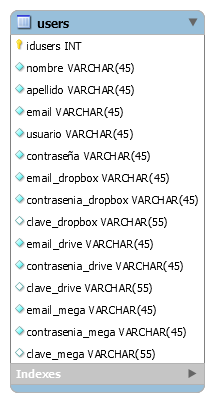 users
idusers INT
nombre VARCHAR(45)
apellido VARCHAR(45)
email VARCHAR(45)
usuario VARCHAR(45)
contraseña VARCHAR(45)
email_dropbox VARCHAR(45)
contrasenia_dropbox VARCHAR(45)
clave_dropbox VARCHAR(55)
email_drive VARCHAR(45)
contrasenia_drive VARCHAR(45)
clave_drive VARCHAR(55)
email_mega VARCHAR(45)
contrasenia_mega VARCHAR(45)
clave_mega VARCHAR(55)
Indexes